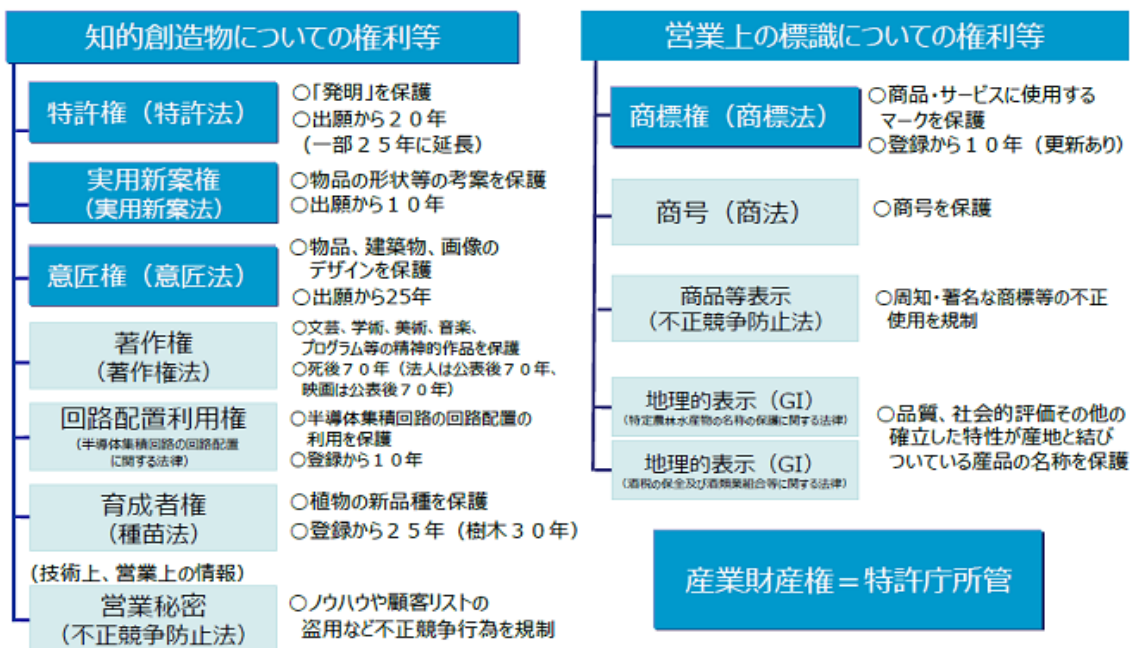 知的創造物についての権利等
特許権（特許法）
○「発明」を保護
○出願から２０年
（一部２５年に延長）
実用新案権
（実用新案法）
○物品の形状等の考案を保護
○出願から１０年
意匠権（意匠法）
○物品、建築物、画像の
デザインを保護
○出願から25年
著作権
（著作権法）
○文芸、学術、美術、音楽、
プログラム等の精神的作品を保護
○死後７０年（法人は公表後７０年、
映画は公表後７０年）
回路配置利用権
（半導体集積回路の回路配置
に関する法律）
○半導体集積回路の回路配置の
利用を保護
○登録から１０年
育成者権
（種苗法）
○植物の新品種を保護
○登録から２５年（樹木３０年）
(技術上、営業上の情報)
営業秘密
（不正競争防止法）
○ノウハウや顧客リストの
盗用など不正競争行為を規制
営業上の標識についての権利等
商標権（商標法）
○商品・サービスに使用する
マークを保護
○登録から１０年（更新あり）
商号（商法）
○商号を保護
商品等表示
（不正競争防止法）
○周知・著名な商標等の不正
使用を規制
地理的表示（GI）
（特定農林水産物の名称の保護に関する法律）
地理的表示（GI）
（酒税の保全及び酒類業組合等に関する法律）
○品質、社会的評価その他の
確立した特性が産地と結び
ついている産品の名称を保護
産業財産権＝特許庁所管